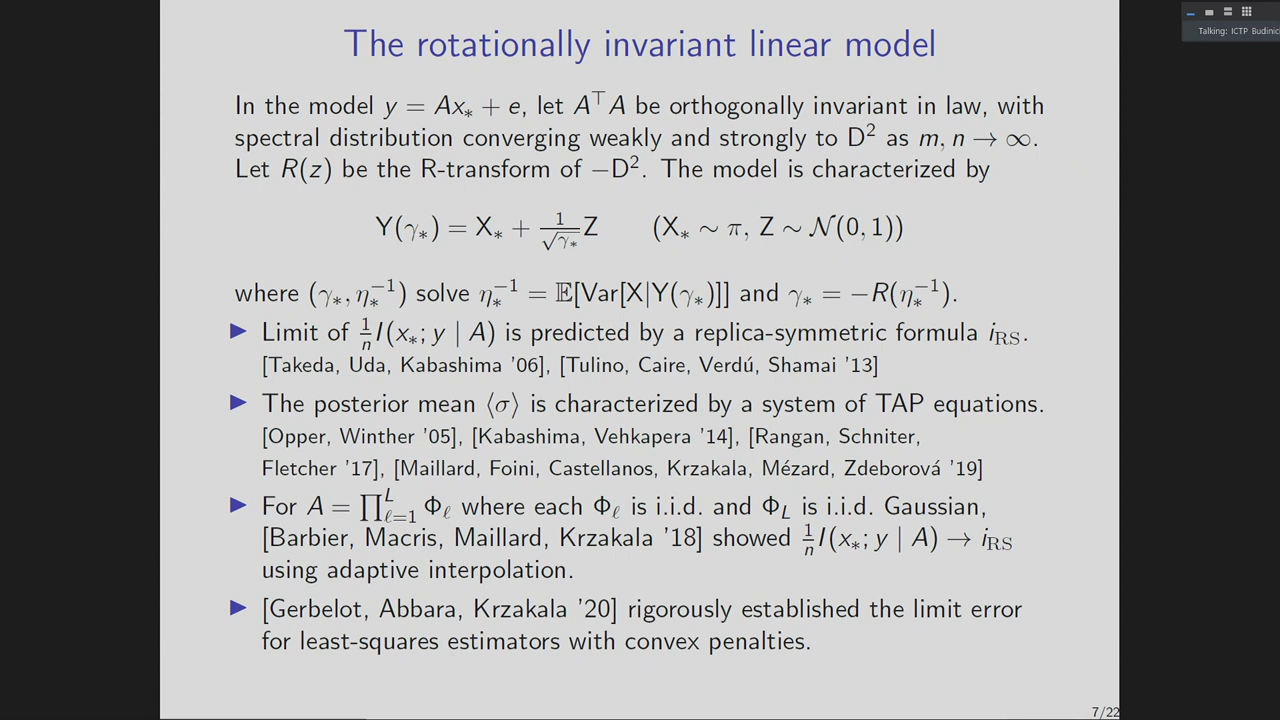 Talking: ICTP Budinic
The rotationally invariant linear model
In the model y = Ax∗ + e, let A⊤A be orthogonally invariant in law, with
spectral distribution converging weakly and strongly to D² as m, n → ∞.
Let R(z) be the R-transform of −D². The model is characterized by
Y(γ∗) = X∗ + 1/√γ∗ Z (X∗ ∼ π, Z ∼ 𝒩(0, 1))
where (γ∗, η∗⁻¹) solve η∗⁻¹ = 𝔼[Var[X|Y(γ∗)]] and γ∗ = −R(η∗⁻¹).
▶ Limit of 1/n I(x∗; y | A) is predicted by a replica-symmetric formula i_RS.
[Takeda, Uda, Kabashima '06], [Tulino, Caire, Verdú, Shamai '13]
▶ The posterior mean ⟨σ⟩ is characterized by a system of TAP equations.
[Opper, Winther '05], [Kabashima, Vehkapera '14], [Rangan, Schniter,
Fletcher '17], [Maillard, Foini, Castellanos, Krzakala, Mézard, Zdeborová '19]
▶ For A = ∏_{ℓ=1}^L Φ_ℓ where each Φ_ℓ is i.i.d. and Φ_L is i.i.d. Gaussian,
[Barbier, Macris, Maillard, Krzakala '18] showed 1/n I(x∗; y | A) → i_RS
using adaptive interpolation.
▶ [Gerbelot, Abbara, Krzakala '20] rigorously established the limit error
for least-squares estimators with convex penalties.
7/22